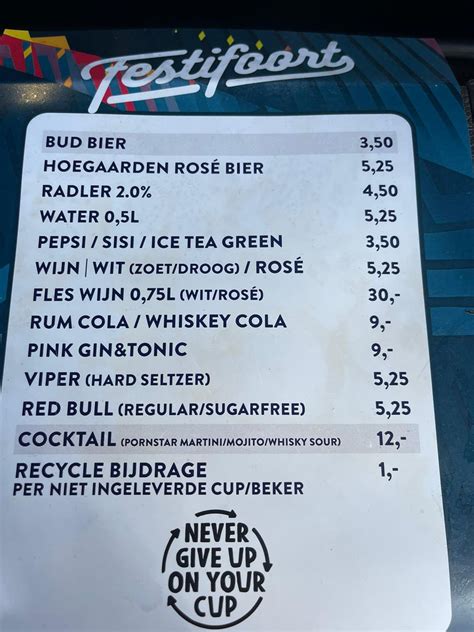 Festifoort
BUD BIER 3,50
HOEGAARDEN ROSÉ BIER 5,25
RADLER 2.0% 4,50
WATER 0,5L 5,25
PEPSI / SISI / ICE TEA GREEN 3,50
WIJN | WIT (ZOET/DROOG) / ROSÉ 5,25
FLES WIJN 0,75L (WIT/ROSÉ) 30,-
RUM COLA / WHISKEY COLA 9,-
PINK GIN&TONIC 9,-
VIPER (HARD SELTZER) 5,25
RED BULL (REGULAR/SUGARFREE) 5,25
COCKTAIL (PORNSTAR MARTINI/MOJITO/WHISKY SOUR) 12,-
RECYCLE BIJDRAGE 1,-
PER NIET INGELEVERDE CUP/BEKER
NEVER
GIVE UP
ON YOUR
CUP